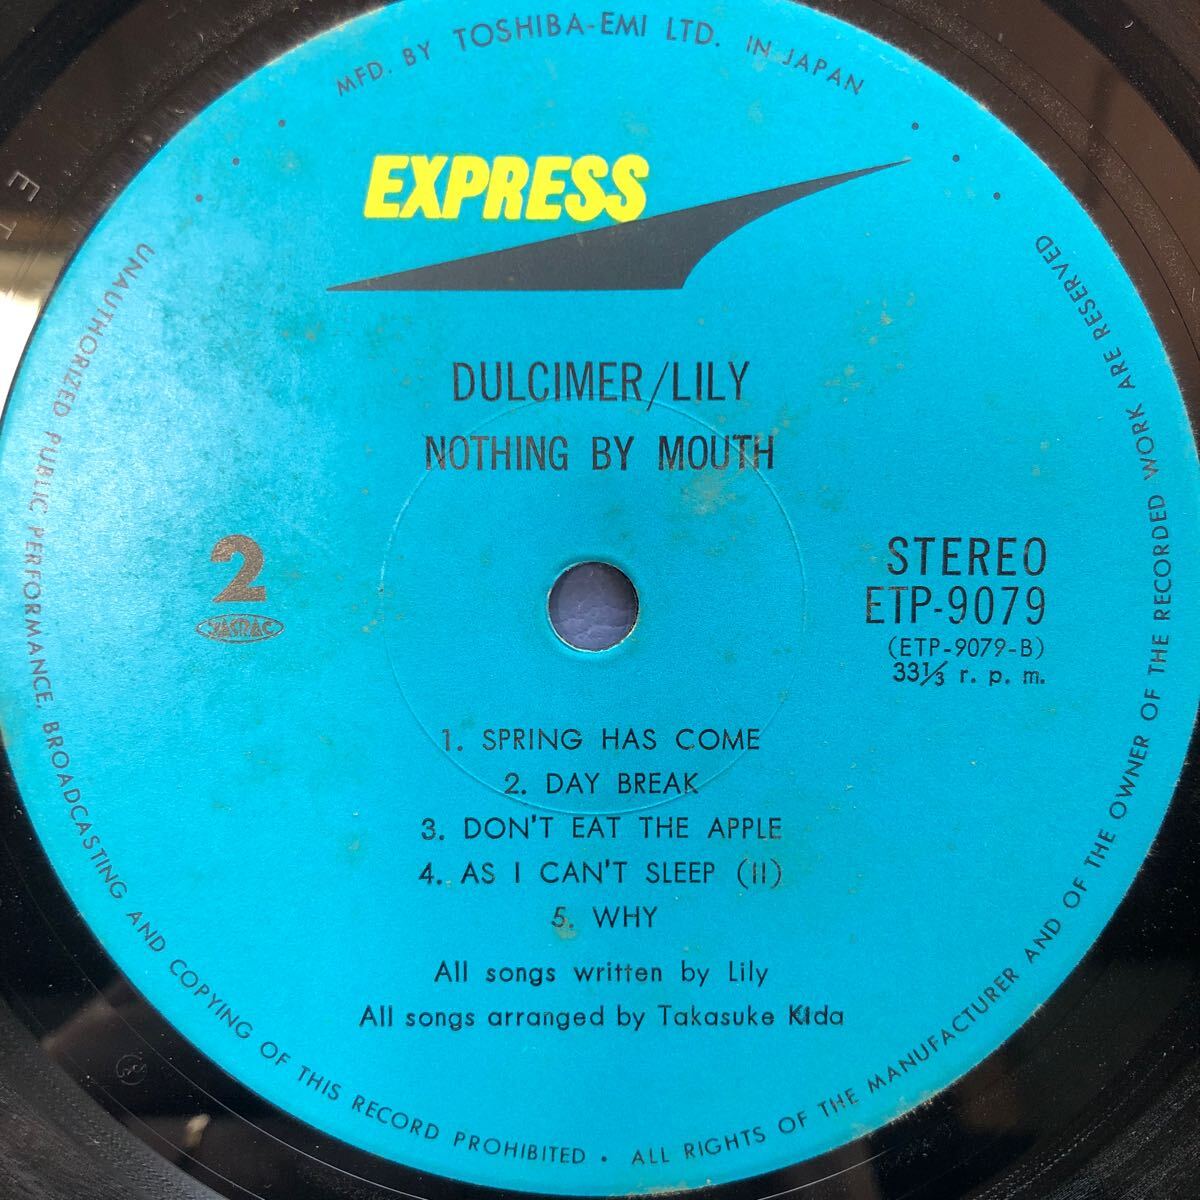 MFD. BY TOSHIBA-EMI LTD. IN JAPAN
EXPRESS
DULCIMER/LILY
NOTHING BY MOUTH
2
JASRAC
STEREO
ETP-9079
(ETP-9079-B)
33⅓ r. p. m.
1. SPRING HAS COME
2. DAY BREAK
3. DON'T EAT THE APPLE
4. AS I CAN'T SLEEP (II)
5. WHY
All songs written by Lily
All songs arranged by Takasuke Kida
UNAUTHORIZED PUBLIC PERFORMANCE, BROADCASTING AND COPYING OF THIS RECORD PROHIBITED • ALL RIGHTS OF THE MANUFACTURER AND OF THE OWNER OF THE RECORDED WORK ARE RESERVED